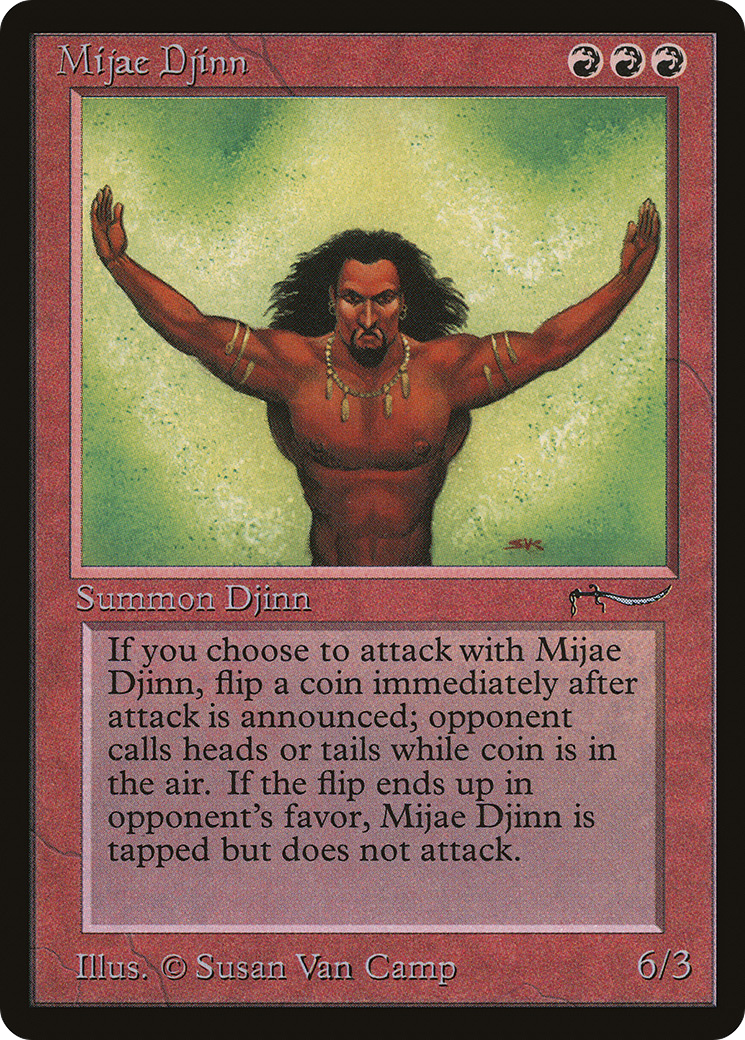 Mijae Djinn
SK
Summon Djinn
If you choose to attack with Mijae
Djinn, flip a coin immediately after
attack is announced; opponent
calls heads or tails while coin is in
the air. If the flip ends up in
opponent's favor, Mijae Djinn is
tapped but does not attack.
Illus. © Susan Van Camp
6/3